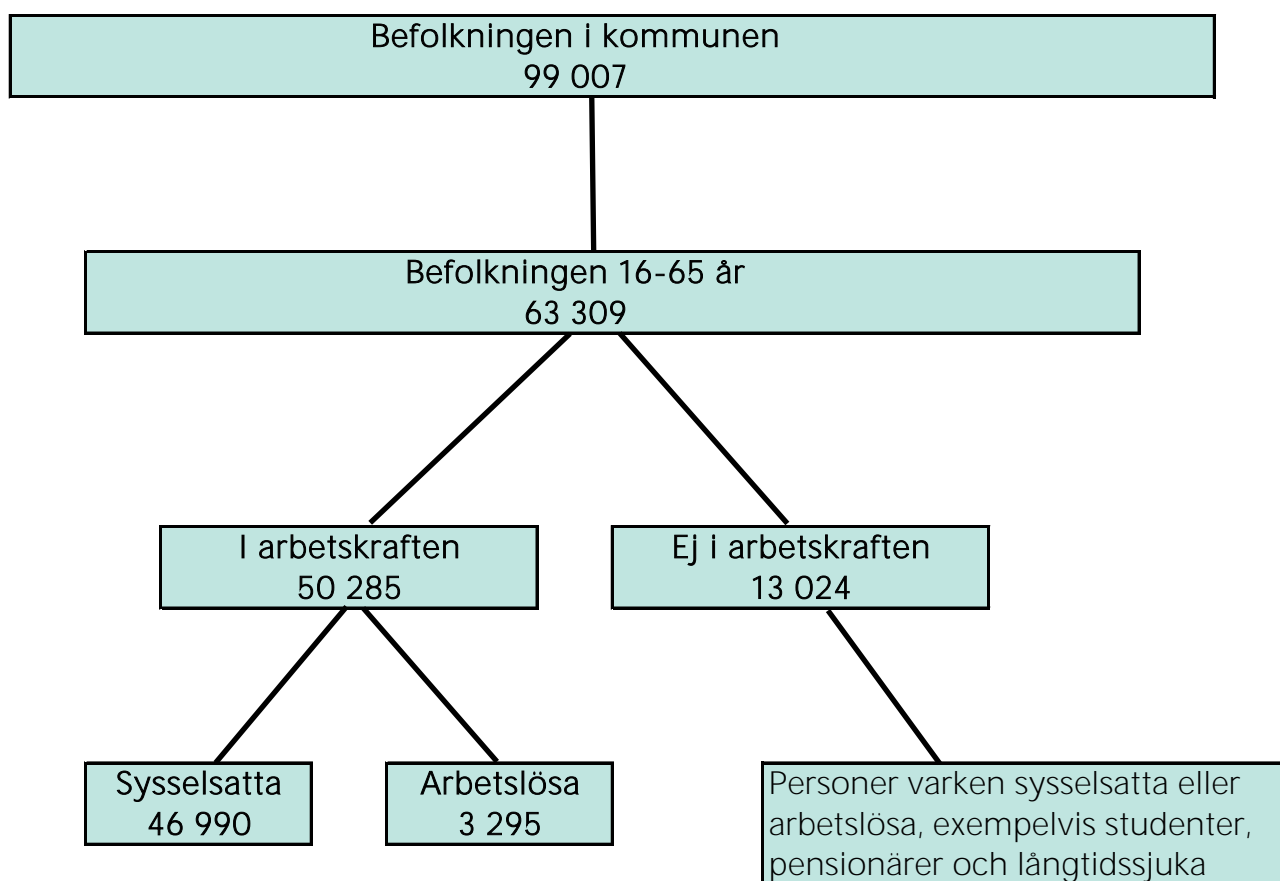 Befolkningen i kommunen
99 007
Befolkningen 16-65 år
63 309
I arbetskraften
50 285
Ej i arbetskraften
13 024
Sysselsatta
46 990
Arbetslösa
3 295
Personer varken sysselsatta eller
arbetslösa, exempelvis studenter,
pensionärer och långtidssjuka